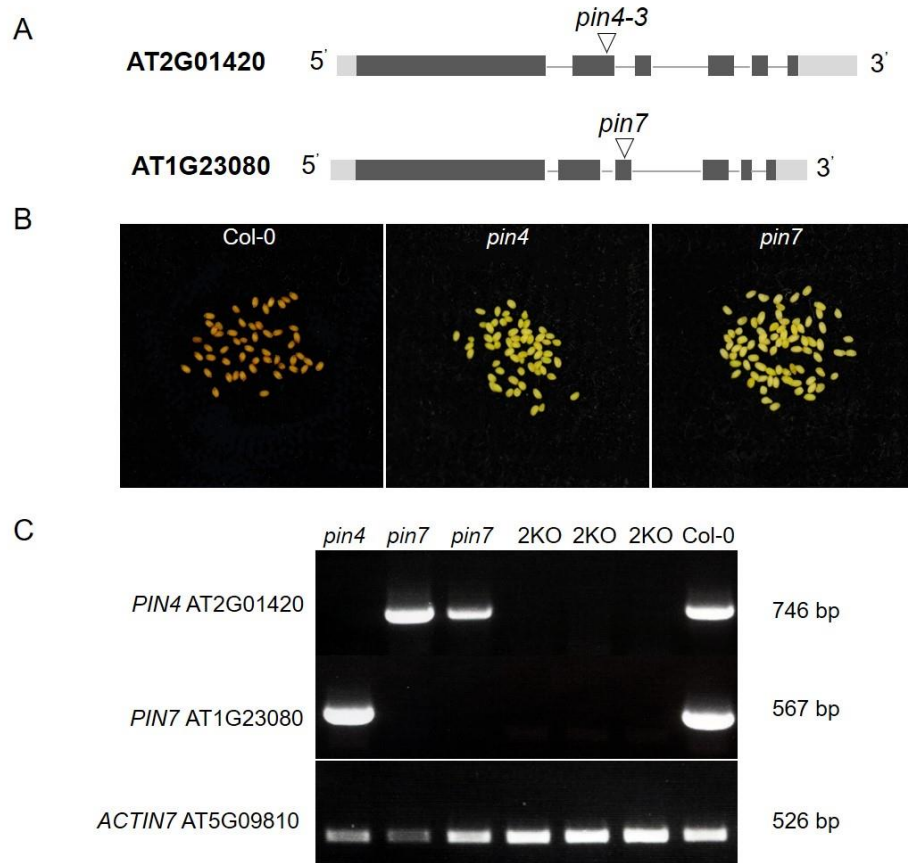 A
pin4-3
AT2G01420 5' 3'
pin7
AT1G23080 5' 3'
B
Col-0 pin4 pin7
C
pin4 pin7 pin7 2KO 2KO 2KO Col-0
PIN4 AT2G01420 746 bp
PIN7 AT1G23080 567 bp
ACTIN7 AT5G09810 526 bp